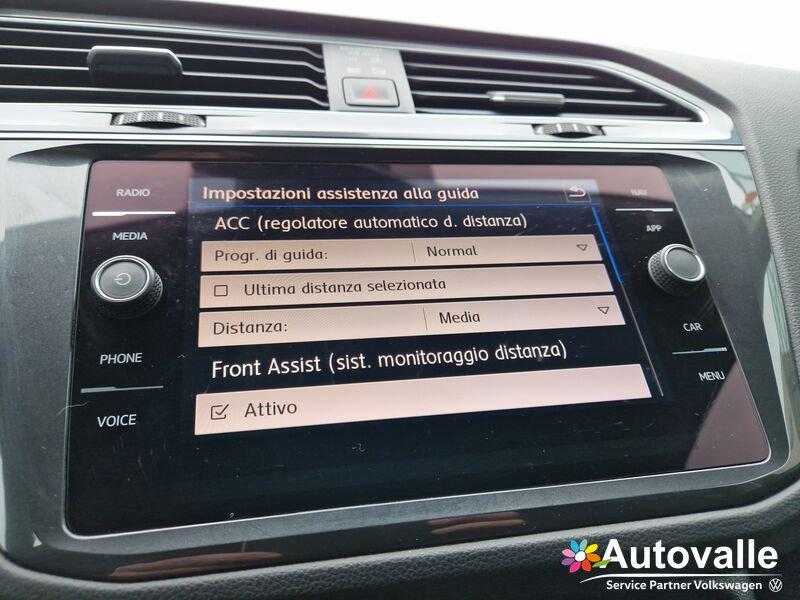 RADIO
MEDIA
PHONE
VOICE
Impostazioni assistenza alla guida
ACC (regolatore automatico d. distanza)
Progr. di guida: Normal
Ultima distanza selezionata
Distanza: Media
Front Assist (sist. monitoraggio distanza)
Attivo
NAV
APP
CAR
MENU
Autovalle
Service Partner Volkswagen